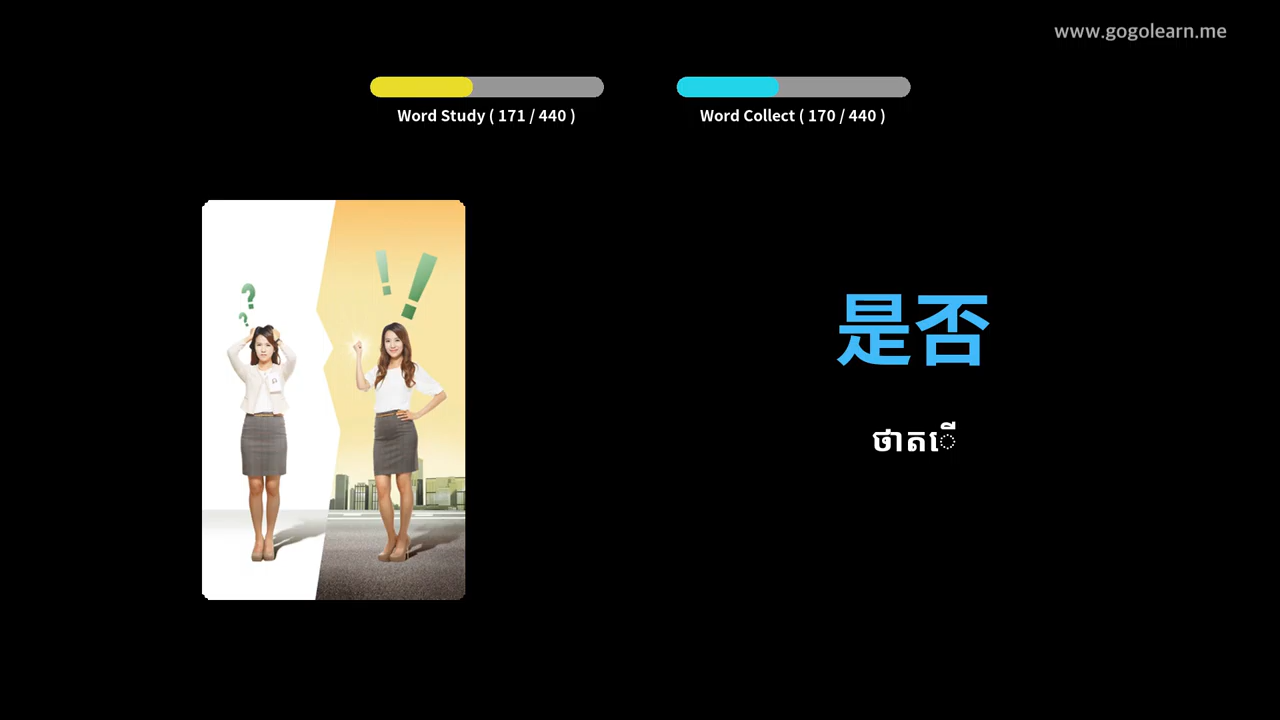 www.gogolearn.me
Word Study ( 171 / 440 )
Word Collect ( 170 / 440 )
? !!
?
是否
ថាតើ